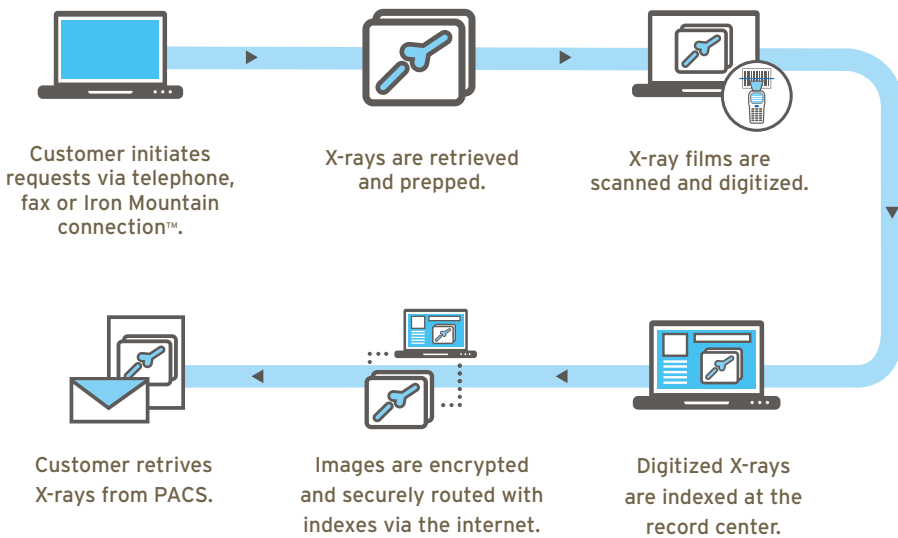 Customer initiates
requests via telephone,
fax or Iron Mountain
connection™.
X-rays are retrieved
and prepped.
X-ray films are
scanned and digitized.
Digitized X-rays
are indexed at the
record center.
Images are encrypted
and securely routed with
indexes via the internet.
Customer retrives
X-rays from PACS.